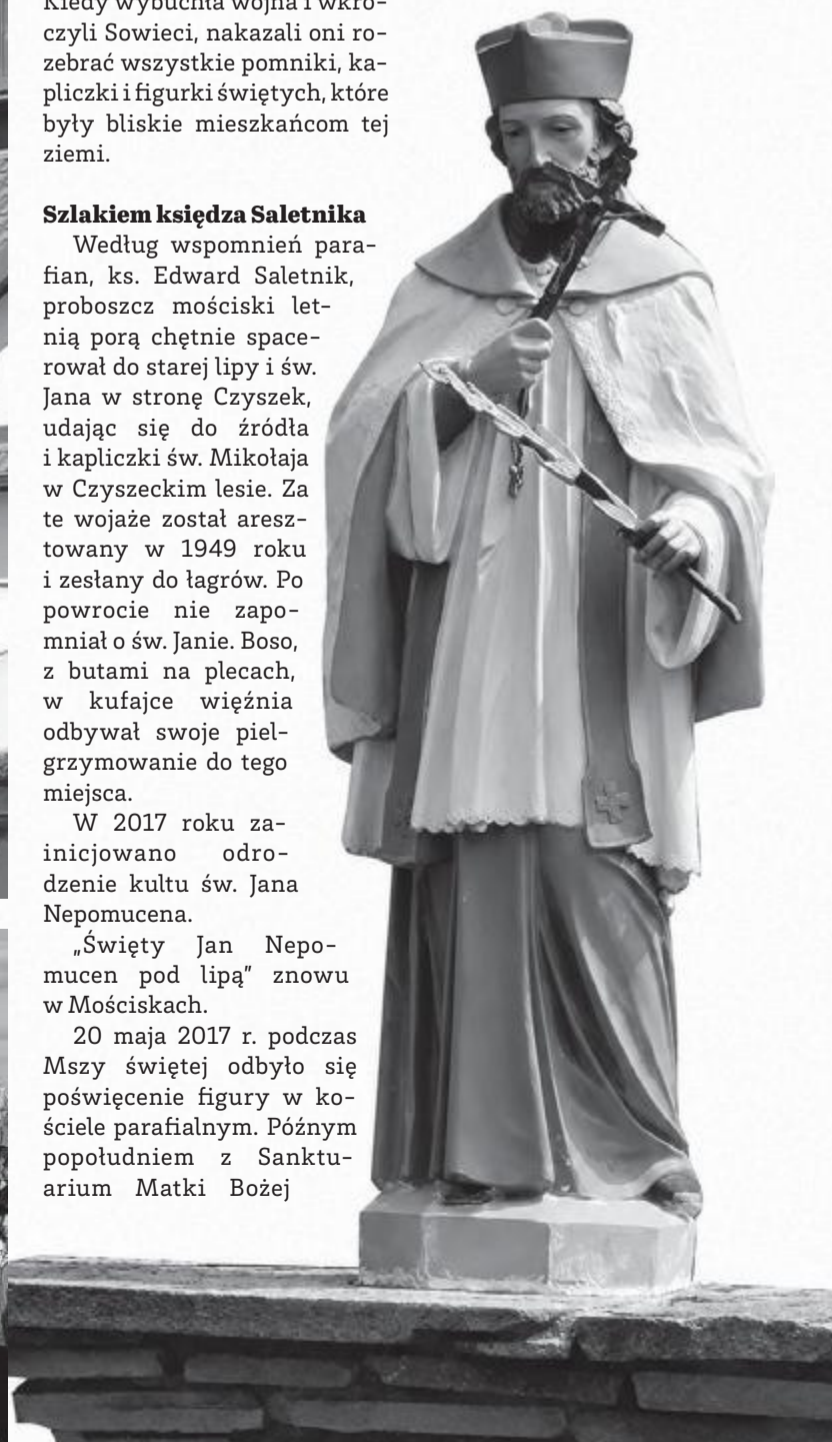 Kiedy wybuchła wojna i wkro-
czyli Sowieci, nakazali oni ro-
zebrać wszystkie pomniki, ka-
pliczki i figurki świętych, które
były bliskie mieszkańcom tej
ziemi.
Szlakiem księdza Saletnika
Według wspomnień para-
fian, ks. Edward Saletnik,
proboszcz mościski let-
nią porą chętnie space-
rował do starej lipy i św.
Jana w stronę Czyszek,
udając się do źródła
i kapliczki św. Mikołaja
w Czyszeckim lesie. Za
te wojaże został aresz-
towany w 1949 roku
i zesłany do łagrów. Po
powrocie nie zapo-
mniał o św. Janie. Boso,
z butami na plecach,
w kufajce więźnia
odbywał swoje piel-
grzymowanie do tego
miejsca.
W 2017 roku za-
inicjowano odro-
dzenie kultu św. Jana
Nepomucena.
„Święty Jan Nepo-
mucen pod lipą” znowu
w Mościskach.
20 maja 2017 r. podczas
Mszy świętej odbyło się
poświęcenie figury w ko-
ściele parafialnym. Późnym
popołudniem z Sanktu-
arium Matki Bożej